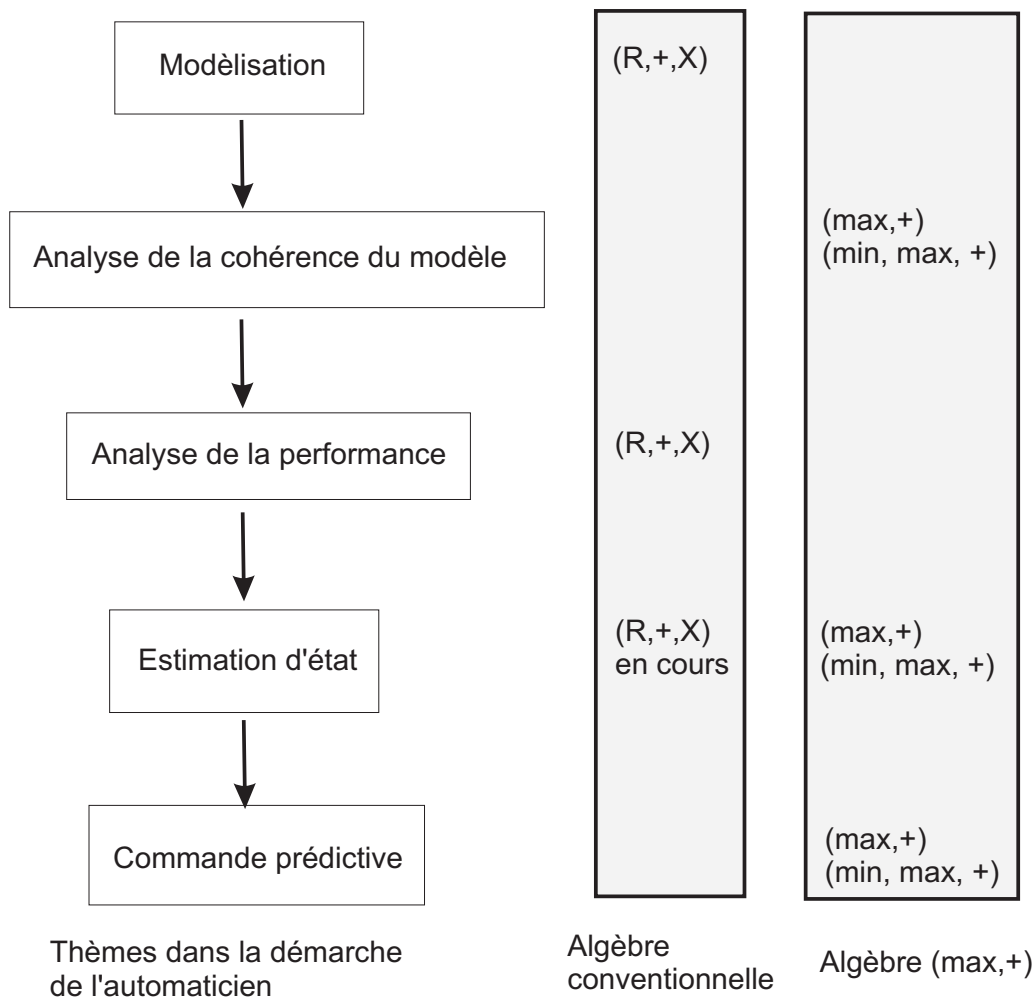 Modèlisation
(R,+,X)
Analyse de la cohérence du modèle
(max,+)
(min, max, +)
Analyse de la performance
(R,+,X)
Estimation d'état
(R,+,X)
en cours
(max,+)
(min, max, +)
Commande prédictive
(max,+)
(min, max, +)
Thèmes dans la démarche
de l'automaticien
Algèbre
conventionnelle
Algèbre (max,+)